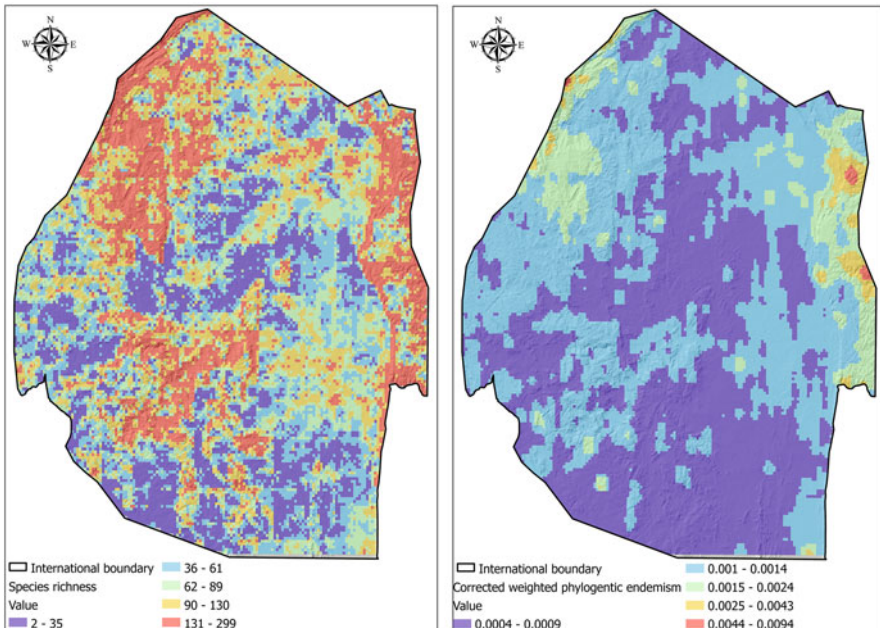 N
W E
S
International boundary
Species richness
Value
2 - 35
36 - 61
62 - 89
90 - 130
131 - 299
N
W E
S
International boundary
Corrected weighted phylogentic endemism
Value
0.0004 - 0.0009
0.001 - 0.0014
0.0015 - 0.0024
0.0025 - 0.0043
0.0044 - 0.0094